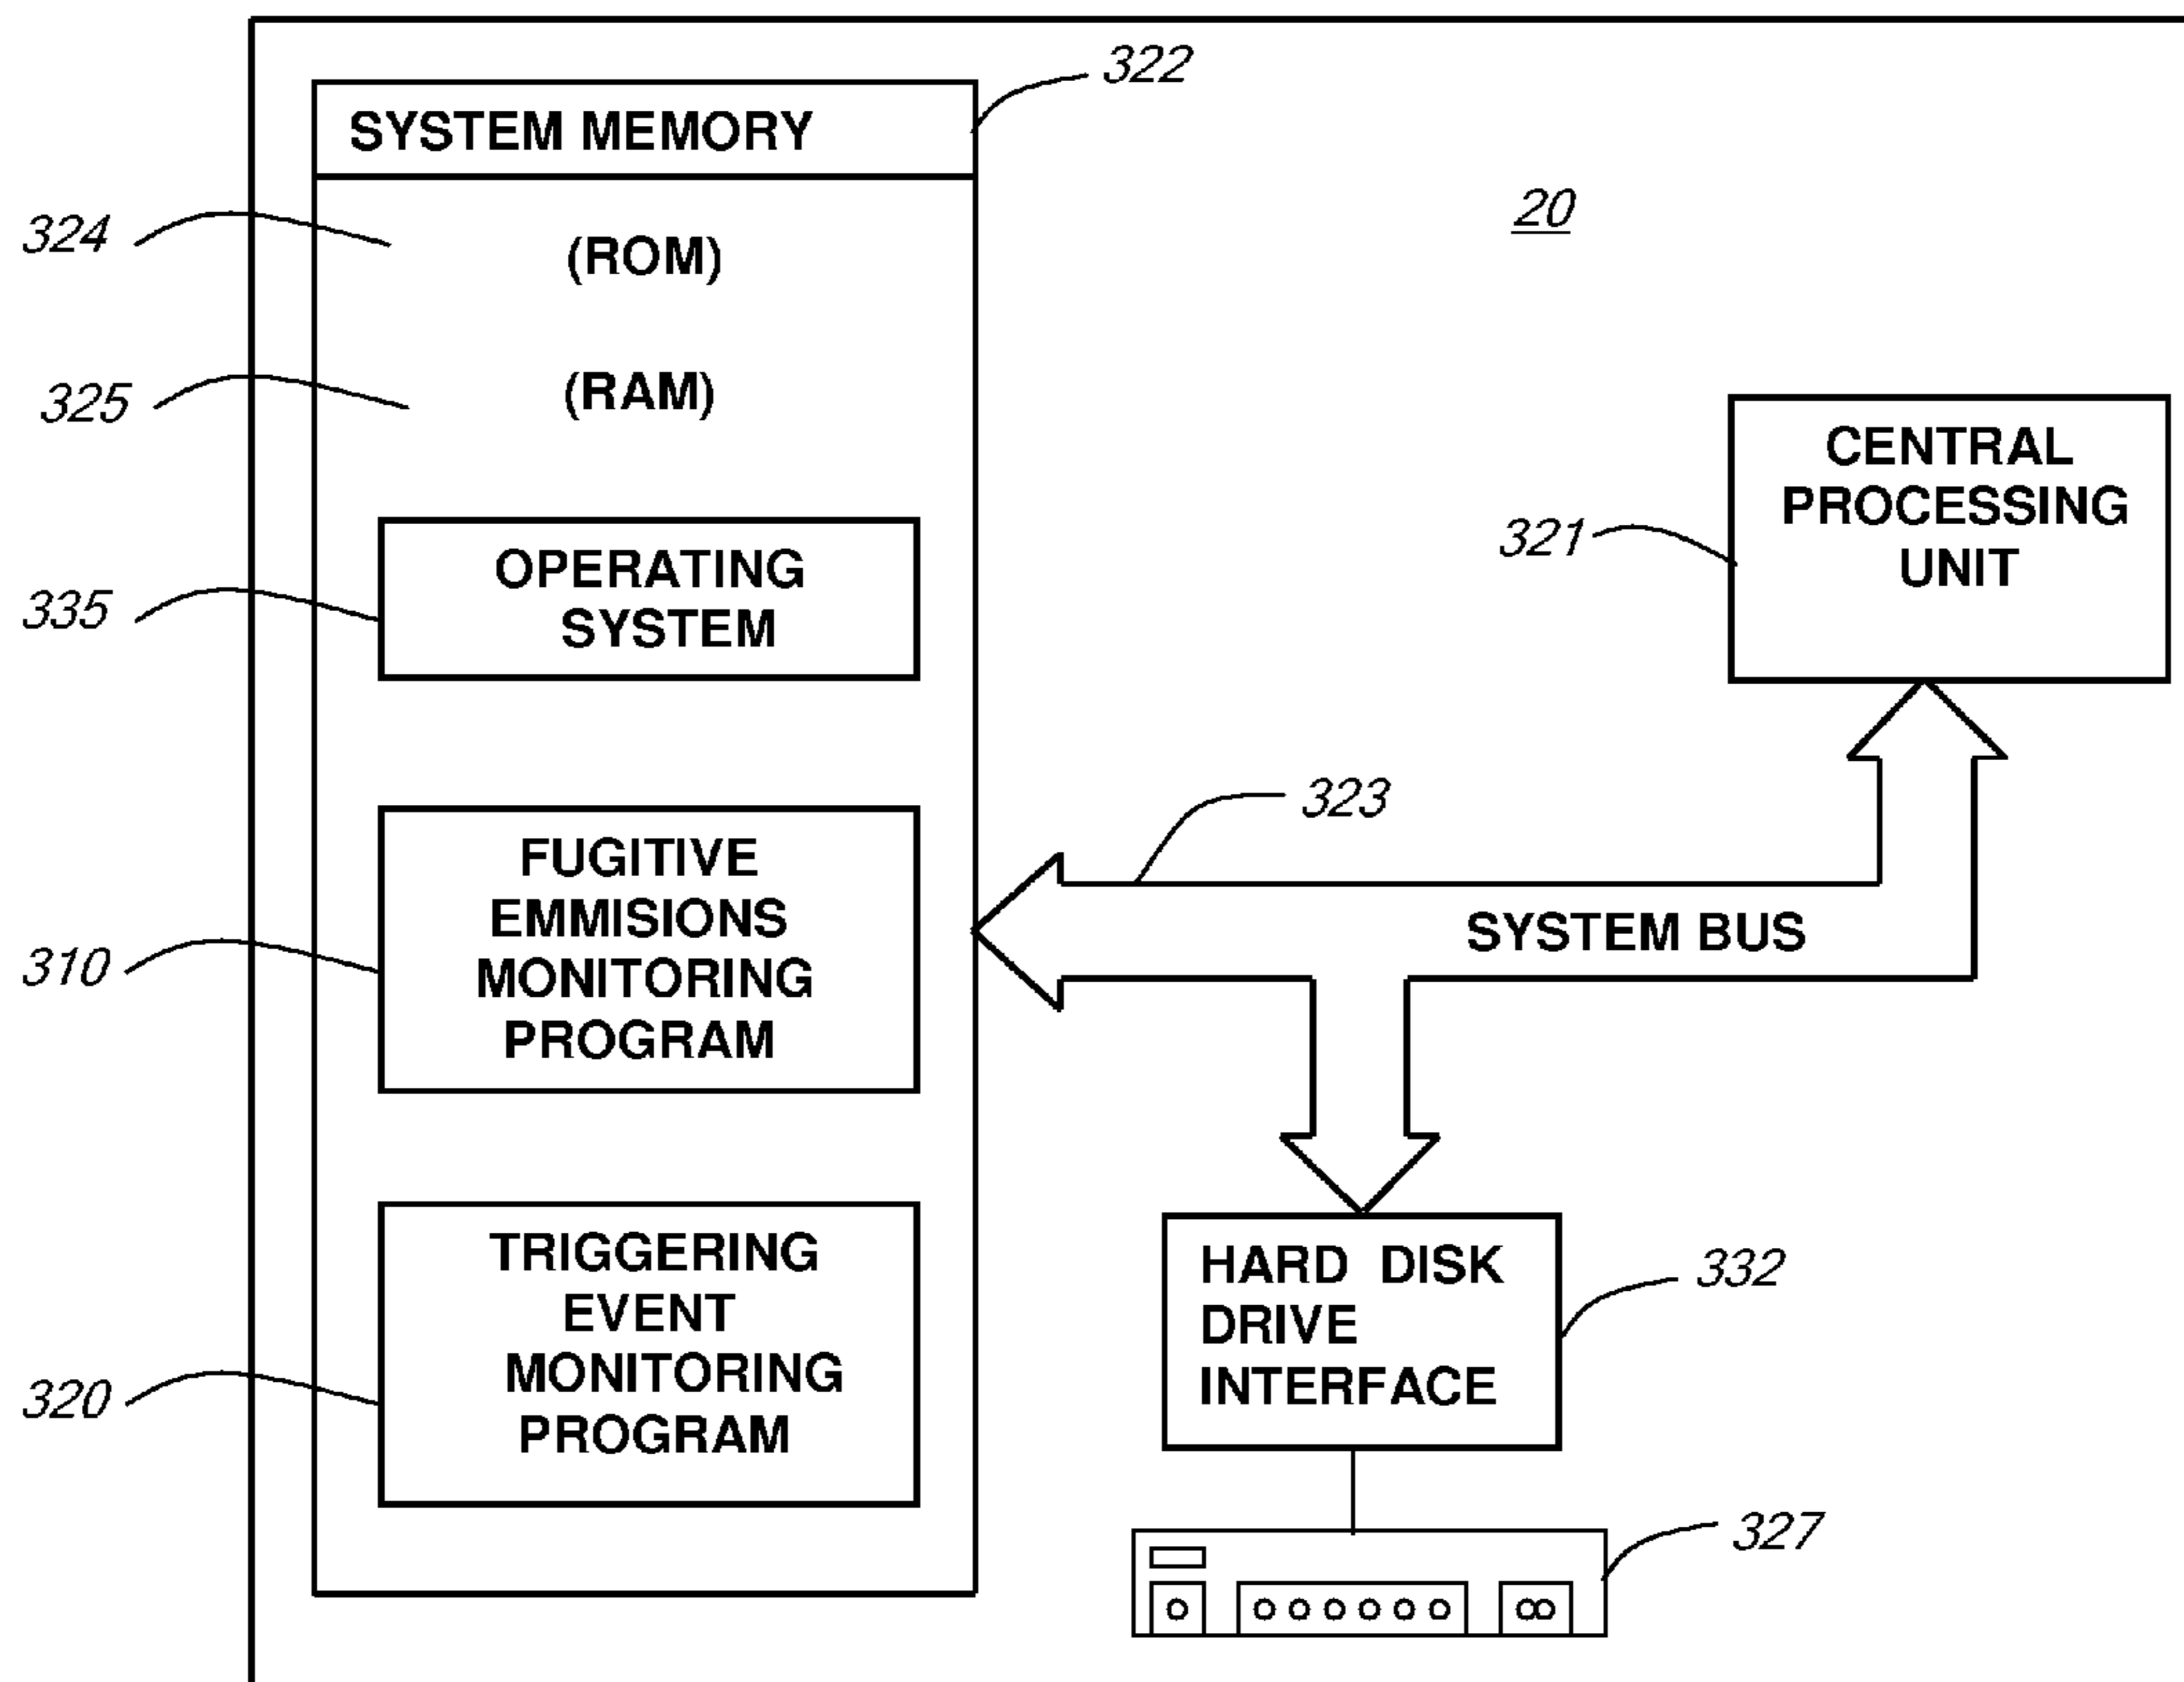 322
SYSTEM MEMORY
20
324
(ROM)
325
(RAM)
CENTRAL
PROCESSING
UNIT
321
OPERATING
SYSTEM
335
323
FUGITIVE
EMMISIONS
MONITORING
PROGRAM
310
SYSTEM BUS
TRIGGERING
EVENT
MONITORING
PROGRAM
320
HARD DISK
DRIVE
INTERFACE
332
327